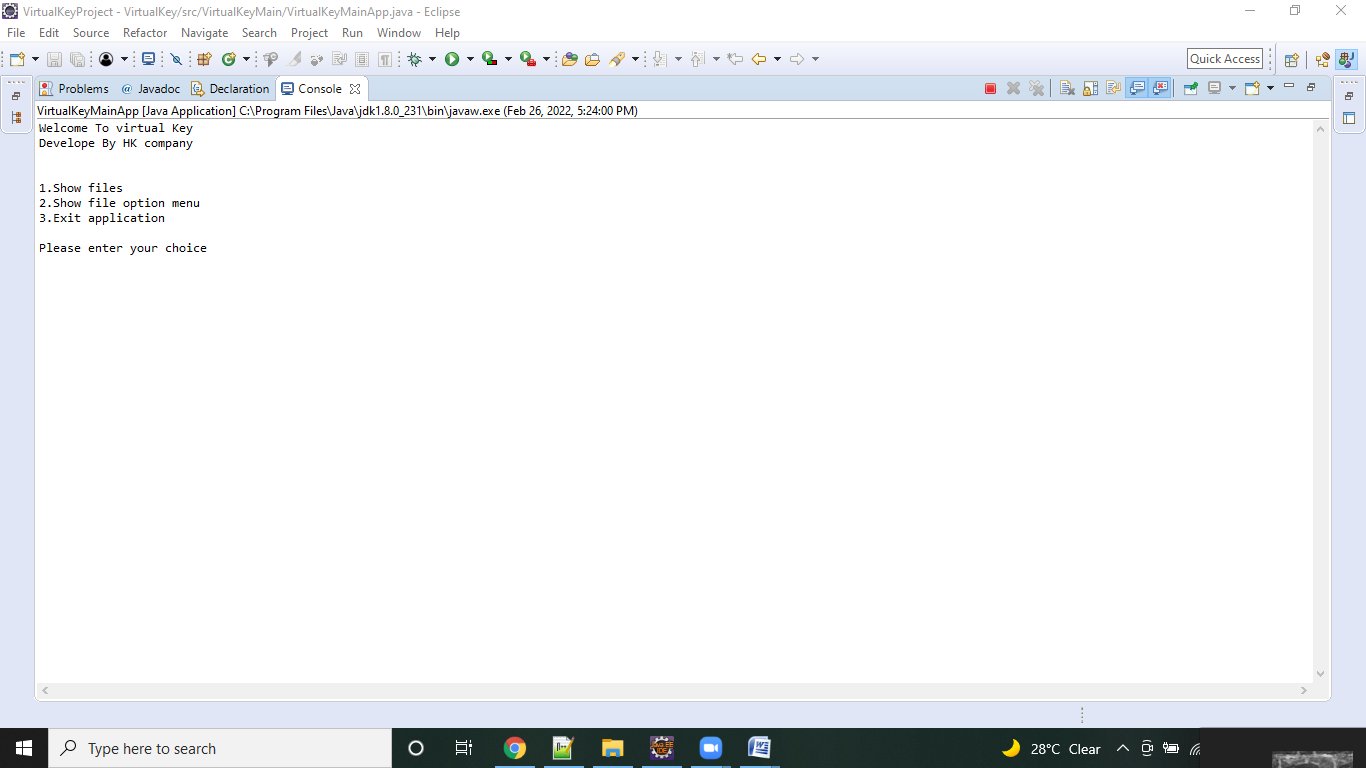 VirtualKeyProject - VirtualKey/src/VirtualKeyMain/VirtualKeyMainApp.java - Eclipse
File Edit Source Refactor Navigate Search Project Run Window Help
Quick Access
Problems @ Javadoc Declaration Console
VirtualKeyMainApp [Java Application] C:\Program Files\Java\jdk1.8.0_231\bin\javaw.exe (Feb 26, 2022, 5:24:00 PM)
Welcome To virtual Key
Develope By HK company
1.Show files
2.Show file option menu
3.Exit application
Please enter your choice
Type here to search
28°C Clear